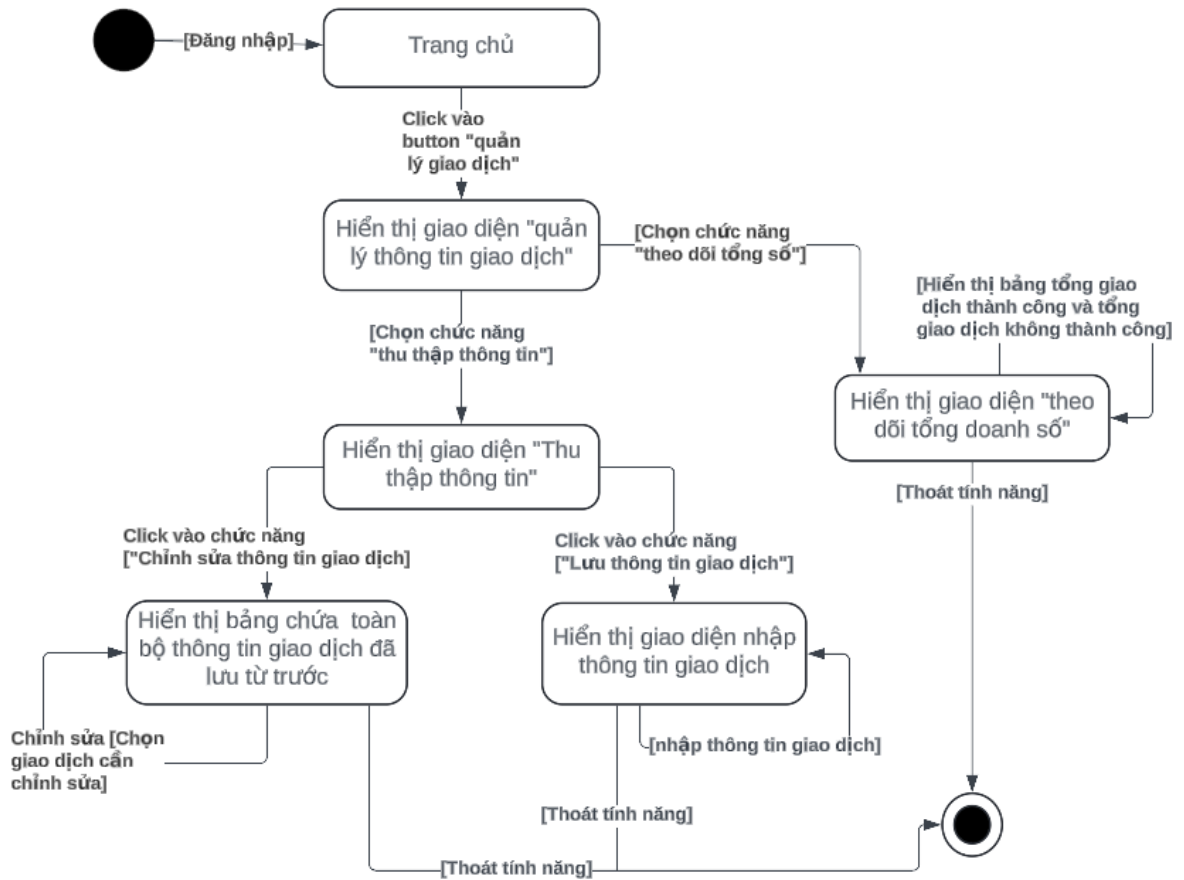 [Đăng nhập]
Trang chủ
Click vào
button "quản
lý giao dịch"
Hiển thị giao diện "quản
lý thông tin giao dịch"
[Chọn chức năng
"theo dõi tổng số"]
[Hiển thị bảng tổng giao
dịch thành công và tổng
giao dịch không thành công]
[Chọn chức năng
"thu thập thông tin"]
Hiển thị giao diện "theo
dõi tổng doanh số"
Hiển thị giao diện "Thu
thập thông tin"
[Thoát tính năng]
Click vào chức năng
["Chỉnh sửa thông tin giao dịch]
Click vào chức năng
["Lưu thông tin giao dịch"]
Hiển thị bảng chứa toàn
bộ thông tin giao dịch đã
lưu từ trước
Hiển thị giao diện nhập
thông tin giao dịch
Chỉnh sửa [Chọn
giao dịch cần
chỉnh sửa]
[nhập thông tin giao dịch]
[Thoát tính năng]
[Thoát tính năng]